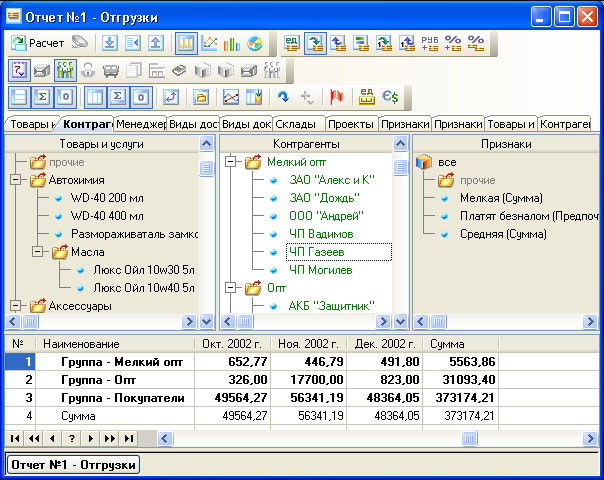 Отчет №1 - Отгрузки
Расчет
ед РУБ % %
Товары и Контраг Менеджер Виды дос Виды док Склады Проекты Признаки Признаки Товары и Контраген
Товары и услуги
прочие
Автохимия
WD-40 200 мл
WD-40 400 мл
Размораживатаь замко
Масла
Люкс Ойл 10w30 5л
Люкс Ойл 10w40 5л
Аксессуары
Контрагенты
Мелкий опт
ЗАО "Алекс и К"
ЗАО "Дождь"
ООО "Андрей"
ЧП Вадимов
ЧП Газеев
ЧП Могилев
Опт
АКБ "Защитник"
Признаки
все
прочие
Мелкая (Сумма)
Платят безналом (Предпоч
Средняя (Сумма)
№ Наименование Окт. 2002 г. Ноя. 2002 г. Дек. 2002 г. Сумма
1 Группа - Мелкий опт 652,77 446,79 491,80 5563,86
2 Группа - Опт 326,00 17700,00 823,00 31093,40
3 Группа - Покупатели 49564,27 56341,19 48364,05 373174,21
4 Сумма 49564,27 56341,19 48364,05 373174,21
Отчет №1 - Отгрузки